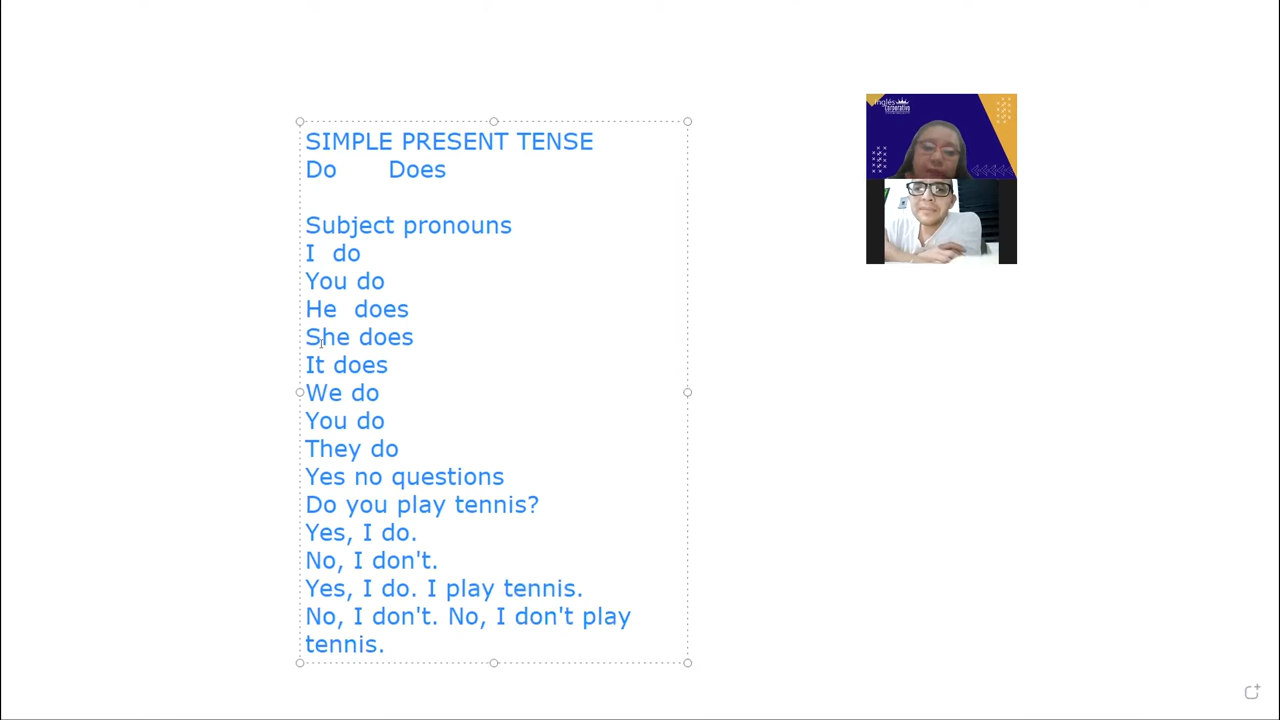 SIMPLE PRESENT TENSE
Do Does
Subject pronouns
I do
You do
He does
She does
It does
We do
You do
They do
Yes no questions
Do you play tennis?
Yes, I do.
No, I don't.
Yes, I do. I play tennis.
No, I don't. No, I don't play
tennis.
Inglés
Corporativo